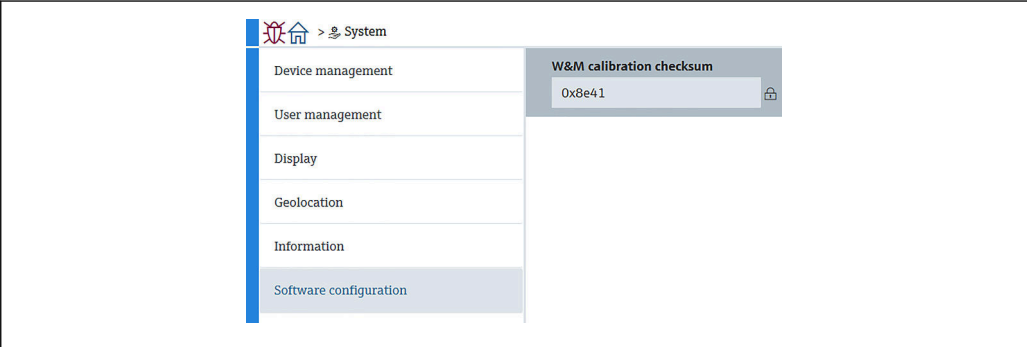 > System
Device management
User management
Display
Geolocation
Information
Software configuration
W&M calibration checksum
0x8e41